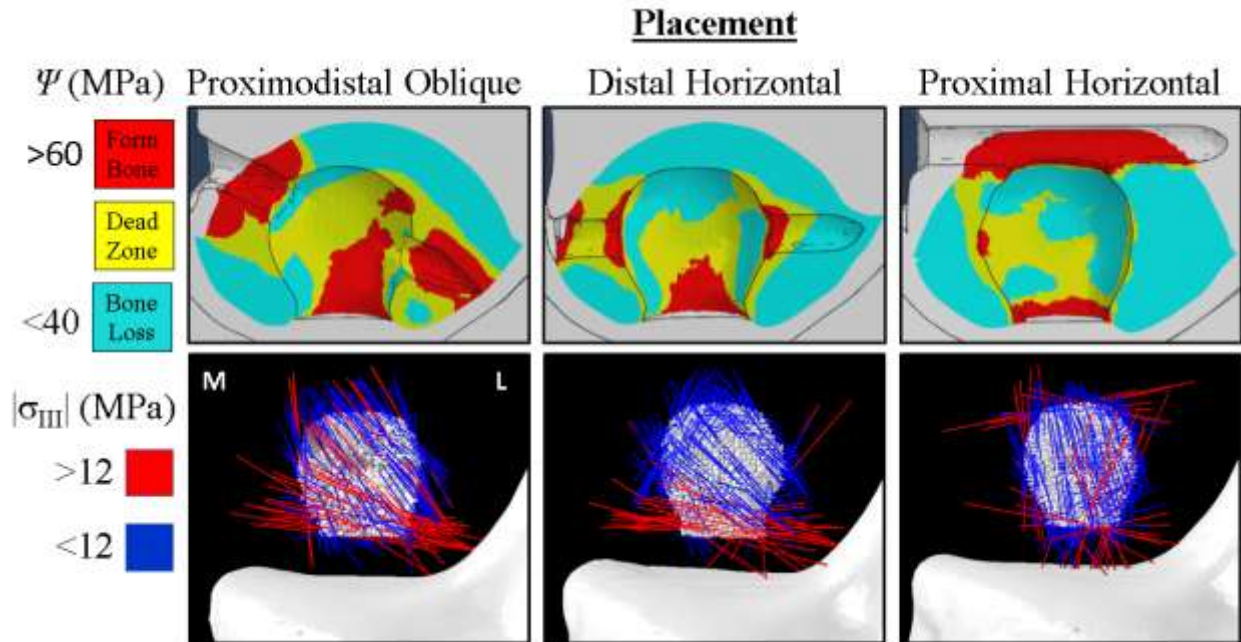 Placement
Ψ (MPa)
Proximodistal Oblique
Distal Horizontal
Proximal Horizontal
>60
Form
Bone
Dead
Zone
<40
Bone
Loss
|σIII| (MPa)
>12
<12
M
L